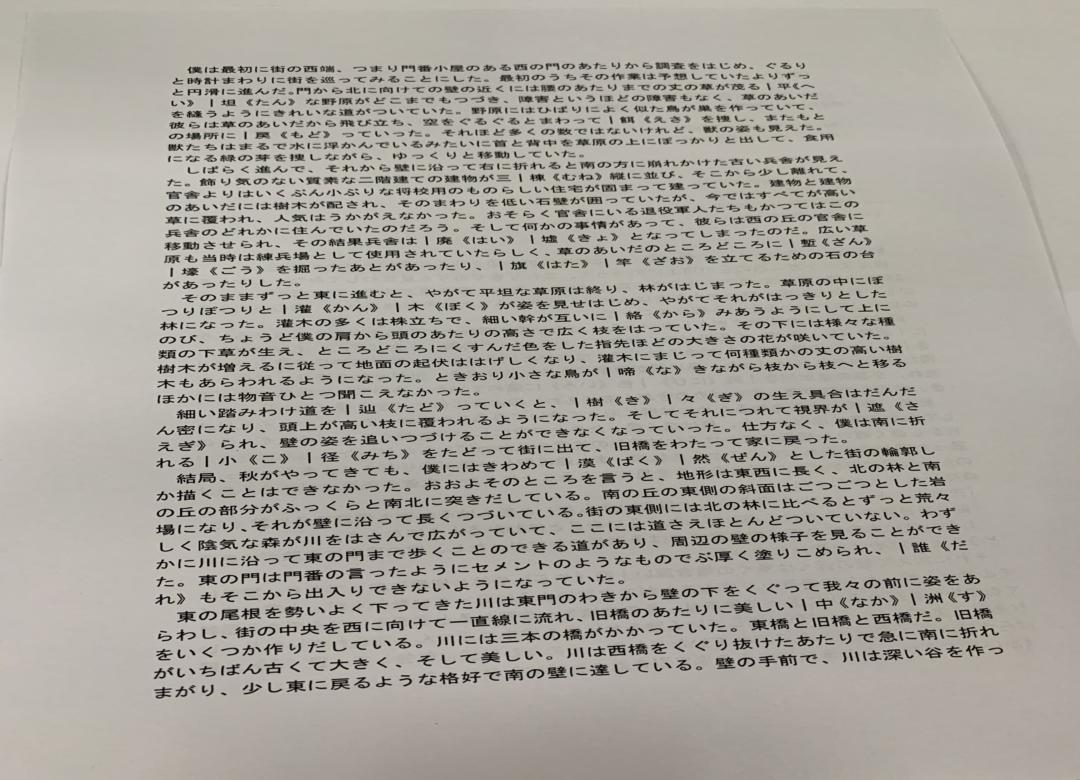 僕は最初に街の西端、つまり門番小屋のある西の門のあたりから調査をはじめ、ぐるり
と時計まわりに街を巡ってみることにした。最初のうちその作業は予想していたよりずっ
と円滑に進んだ。門から北に向けての壁の近くには腰のあたりまでの丈の草が茂る｜平《へ
い》｜坦《たん》な野原がどこまでもつづき、障害というほどの障害もなく、草のあいだ
を縫うようにきれいな道がついていた。野原にはひばりによく似た鳥が巣を作っていて、
彼らは草のあいだから飛び立ち、空をぐるぐるとまわって｜餌《えさ》を捜し、またもと
の場所に｜戻《もど》っていった。それほど多くの数ではないけれど、獣の姿も見えた。
獣たちはまるで水に浮かんでいるみたいに首と背中を草原の上にぽっかりと出して、食用
になる緑の芽を捜しながら、ゆっくりと移動していた。
　しばらく進んで、それから壁に沿って右に折れると南の方に崩れかけた古い兵舎が見え
た。飾り気のない質素な二階建ての建物が三｜棟《むね》縦に並び、そこから少し離れて、
官舎よりはいくぶん小ぶりな将校用のものらしい住宅が固まって建っていた。建物と建物
のあいだには樹木が配され、そのまわりを低い石壁が囲っていたが、今ではすべてが高い
草に覆われ、人気はうかがえなかった。おそらく官舎にいる退役軍人たちもかつてはこの
兵舎のどれかに住んでいたのだろう。そして何かの事情があって、彼らは西の丘の官舎に
移動させられ、その結果兵舎は｜廃《はい》｜墟《きょ》となってしまったのだ。広い草
原も当時は練兵場として使用されていたらしく、草のあいだのところどころに｜塹《ざん》
｜壕《ごう》を掘ったあとがあったり、｜旗《はた》｜竿《ざお》を立てるための石の台
があったりした。
　そのままずっと東に進むと、やがて平坦な草原は終り、林がはじまった。草原の中にぽ
つりぽつりと｜灌《かん》｜木《ぼく》が姿を見せはじめ、やがてそれがはっきりとした
林になった。灌木の多くは株立ちで、細い幹が互いに｜絡《から》みあうようにして上に
のび、ちょうど僕の肩から頭のあたりの高さで広く枝をはっていた。その下には様々な種
類の下草が生え、ところどころにくすんだ色をした指先ほどの大きさの花が咲いていた。
樹木が増えるに従って地面の起伏ははげしくなり、灌木にまじって何種類かの丈の高い樹
木もあらわれるようになった。ときおり小さな鳥が｜啼《な》きながら枝から枝へと移る
ほかには物音ひとつ聞こえなかった。
　細い踏みわけ道を｜辿《たど》っていくと、｜樹《き》｜々《ぎ》の生え具合はだんだ
ん密になり、頭上が高い枝に覆われるようになった。そしてそれにつれて視界が｜遮《さ
えぎ》られ、壁の姿を追いつづけることができなくなっていった。仕方なく、僕は南に折
れる｜小《こ》｜径《みち》をたどって街に出て、旧橋をわたって家に戻った。
　結局、秋がやってきても、僕にはきわめて｜漠《ばく》｜然《ぜん》とした街の輪郭し
か描くことはできなかった。おおよそのところを言うと、地形は東西に長く、北の林と南
の丘の部分がふっくらと南北に突きだしている。南の丘の東側の斜面はごつごつとした岩
場になり、それが壁に沿って長くつづいている。街の東側には北の林に比べるとずっと荒々
しく陰気な森が川をはさんで広がっていて、ここには道さえほとんどついていない。わず
かに川に沿って東の門まで歩くことのできる道があり、周辺の壁の様子を見ることができ
た。東の門は門番の言ったようにセメントのようなものでぶ厚く塗りこめられ、｜誰《だ
れ》もそこから出入りできないようになっていた。
　東の尾根を勢いよく下ってきた川は東門のわきから壁の下をくぐって我々の前に姿をあ
らわし、街の中央を西に向けて一直線に流れ、旧橋のあたりに美しい｜中《なか》｜洲《す》
をいくつか作りだしている。川には三本の橋がかかっていた。東橋と旧橋と西橋だ。旧橋
がいちばん古くて大きく、そして美しい。川は西橋をくぐり抜けたあたりで急に南に折れ
まがり、少し東に戻るような格好で南の壁に達している。壁の手前で、川は深い谷を作っ